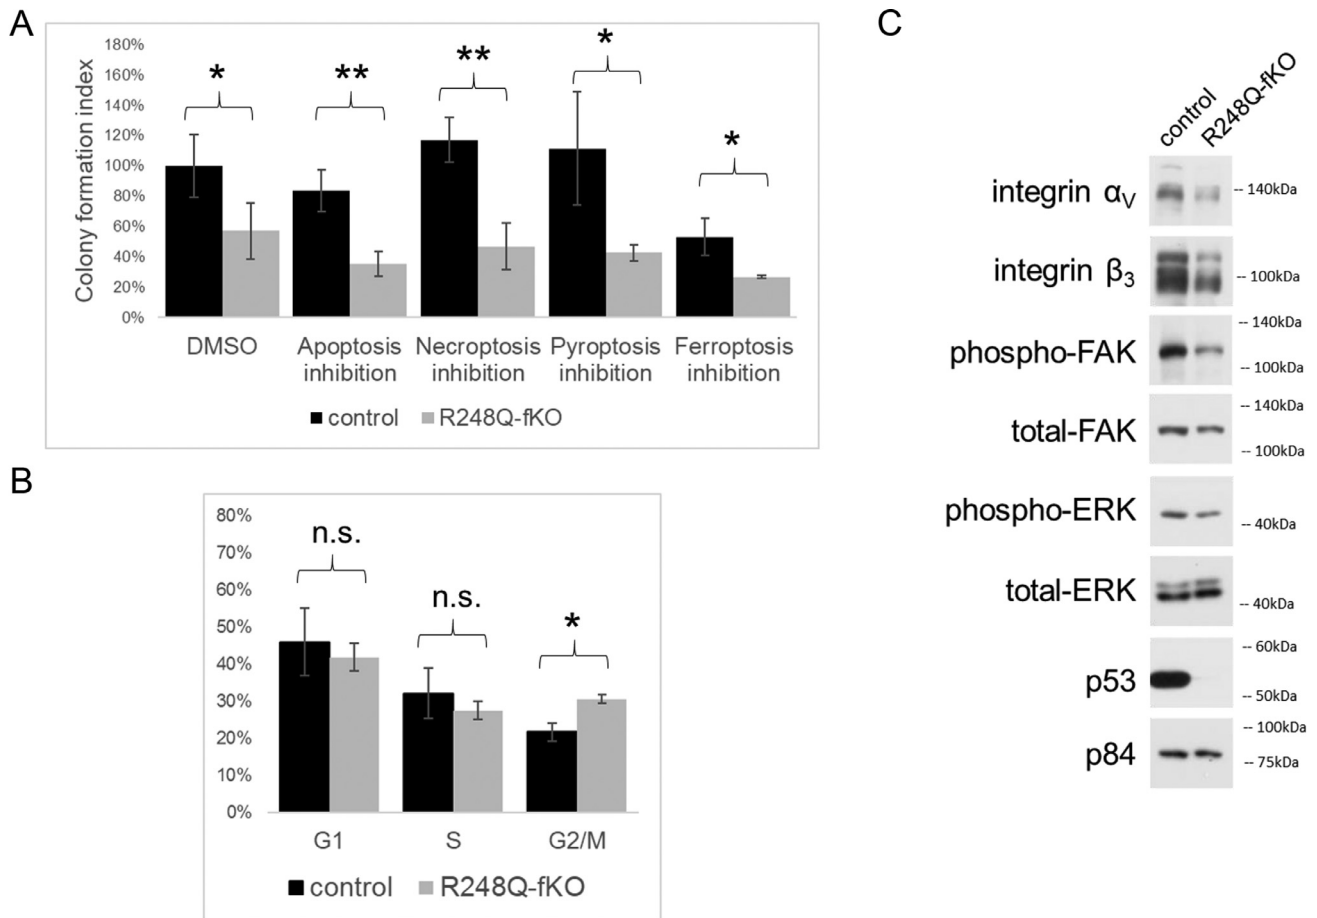 A
Colony formation index
180%
160%
140%
120%
100%
80%
60%
40%
20%
0%
*
**
**
*
*
DMSO
Apoptosis inhibition
Necroptosis inhibition
Pyroptosis inhibition
Ferroptosis inhibition
control
R248Q-fKO
B
80%
70%
60%
50%
40%
30%
20%
10%
0%
n.s.
n.s.
*
G1
S
G2/M
control
R248Q-fKO
C
control
R248Q-fKO
integrin αV
-- 140kDa
integrin β3
-- 100kDa
phospho-FAK
-- 140kDa
-- 100kDa
total-FAK
-- 140kDa
-- 100kDa
phospho-ERK
-- 40kDa
total-ERK
-- 40kDa
p53
-- 60kDa
-- 50kDa
p84
-- 100kDa
-- 75kDa